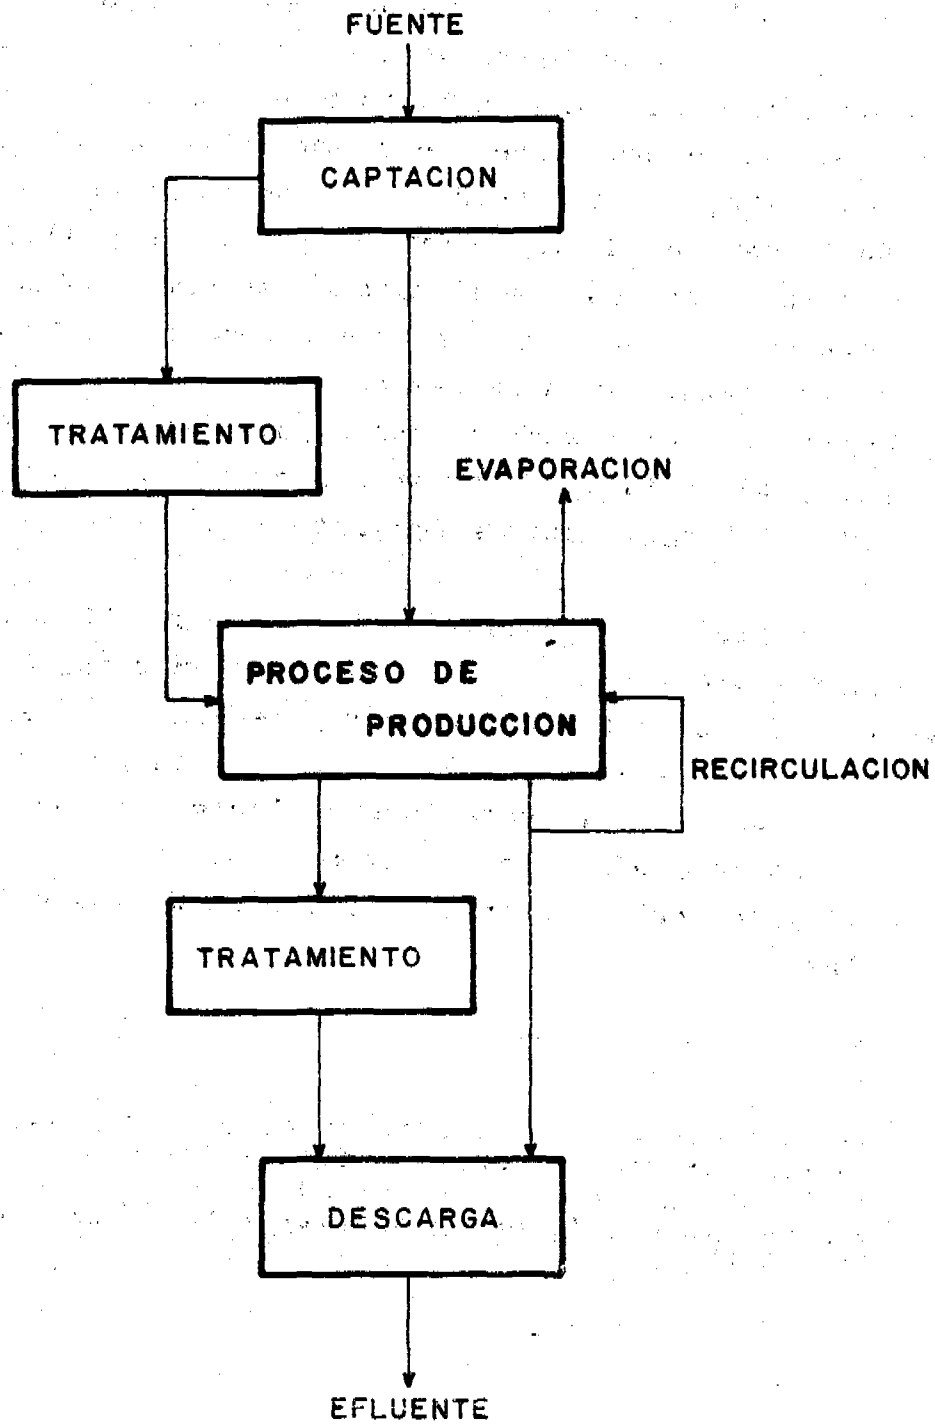 FUENTE
CAPTACION
TRATAMIENTO
EVAPORACION
PROCESO DE
PRODUCCION
RECIRCULACION
TRATAMIENTO
DESCARGA
EFLUENTE